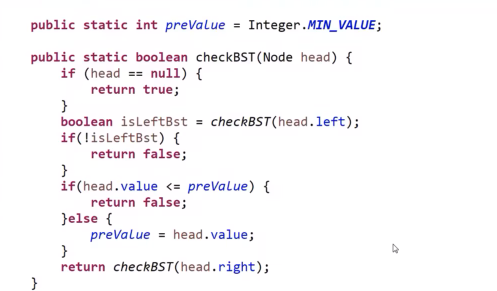 public static int preValue = Integer.MIN_VALUE;
public static boolean checkBST(Node head) {
if (head == null) {
return true;
}
boolean isLeftBst = checkBST(head.left);
if(!isLeftBst) {
return false;
}
if(head.value <= preValue) {
return false;
}else {
preValue = head.value;
}
return checkBST(head.right);
}